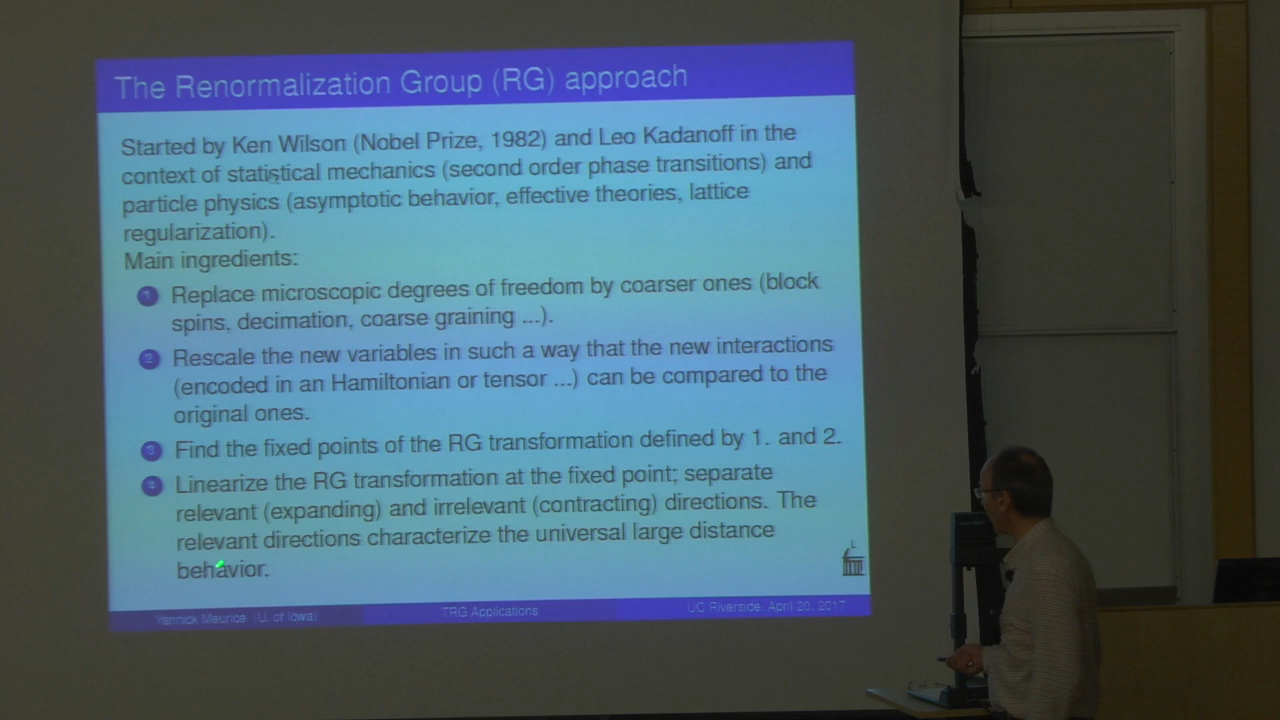 The Renormalization Group (RG) approach
Started by Ken Wilson (Nobel Prize, 1982) and Leo Kadanoff in the
context of statistical mechanics (second order phase transitions) and
particle physics (asymptotic behavior, effective theories, lattice
regularization).
Main ingredients:
1 Replace microscopic degrees of freedom by coarser ones (block
spins, decimation, coarse graining ...).
2 Rescale the new variables in such a way that the new interactions
(encoded in an Hamiltonian or tensor ...) can be compared to the
original ones.
3 Find the fixed points of the RG transformation defined by 1. and 2.
4 Linearize the RG transformation at the fixed point; separate
relevant (expanding) and irrelevant (contracting) directions. The
relevant directions characterize the universal large distance
behavior.
Yannick Meurice (U. of Iowa) TRG Applications UC Riverside, April 20, 2017